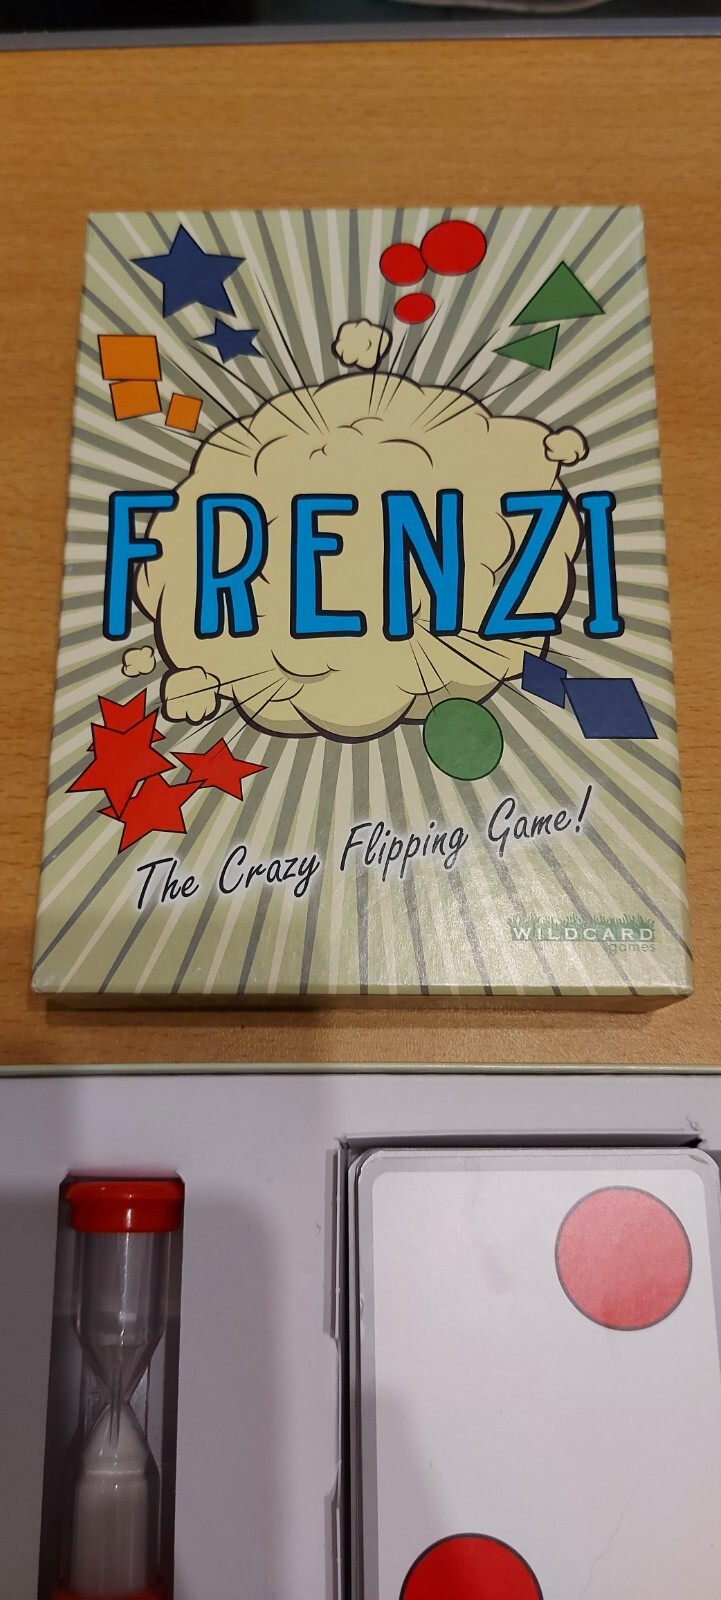 FRENZI
The Crazy Flipping Game!
WILDCARD
games